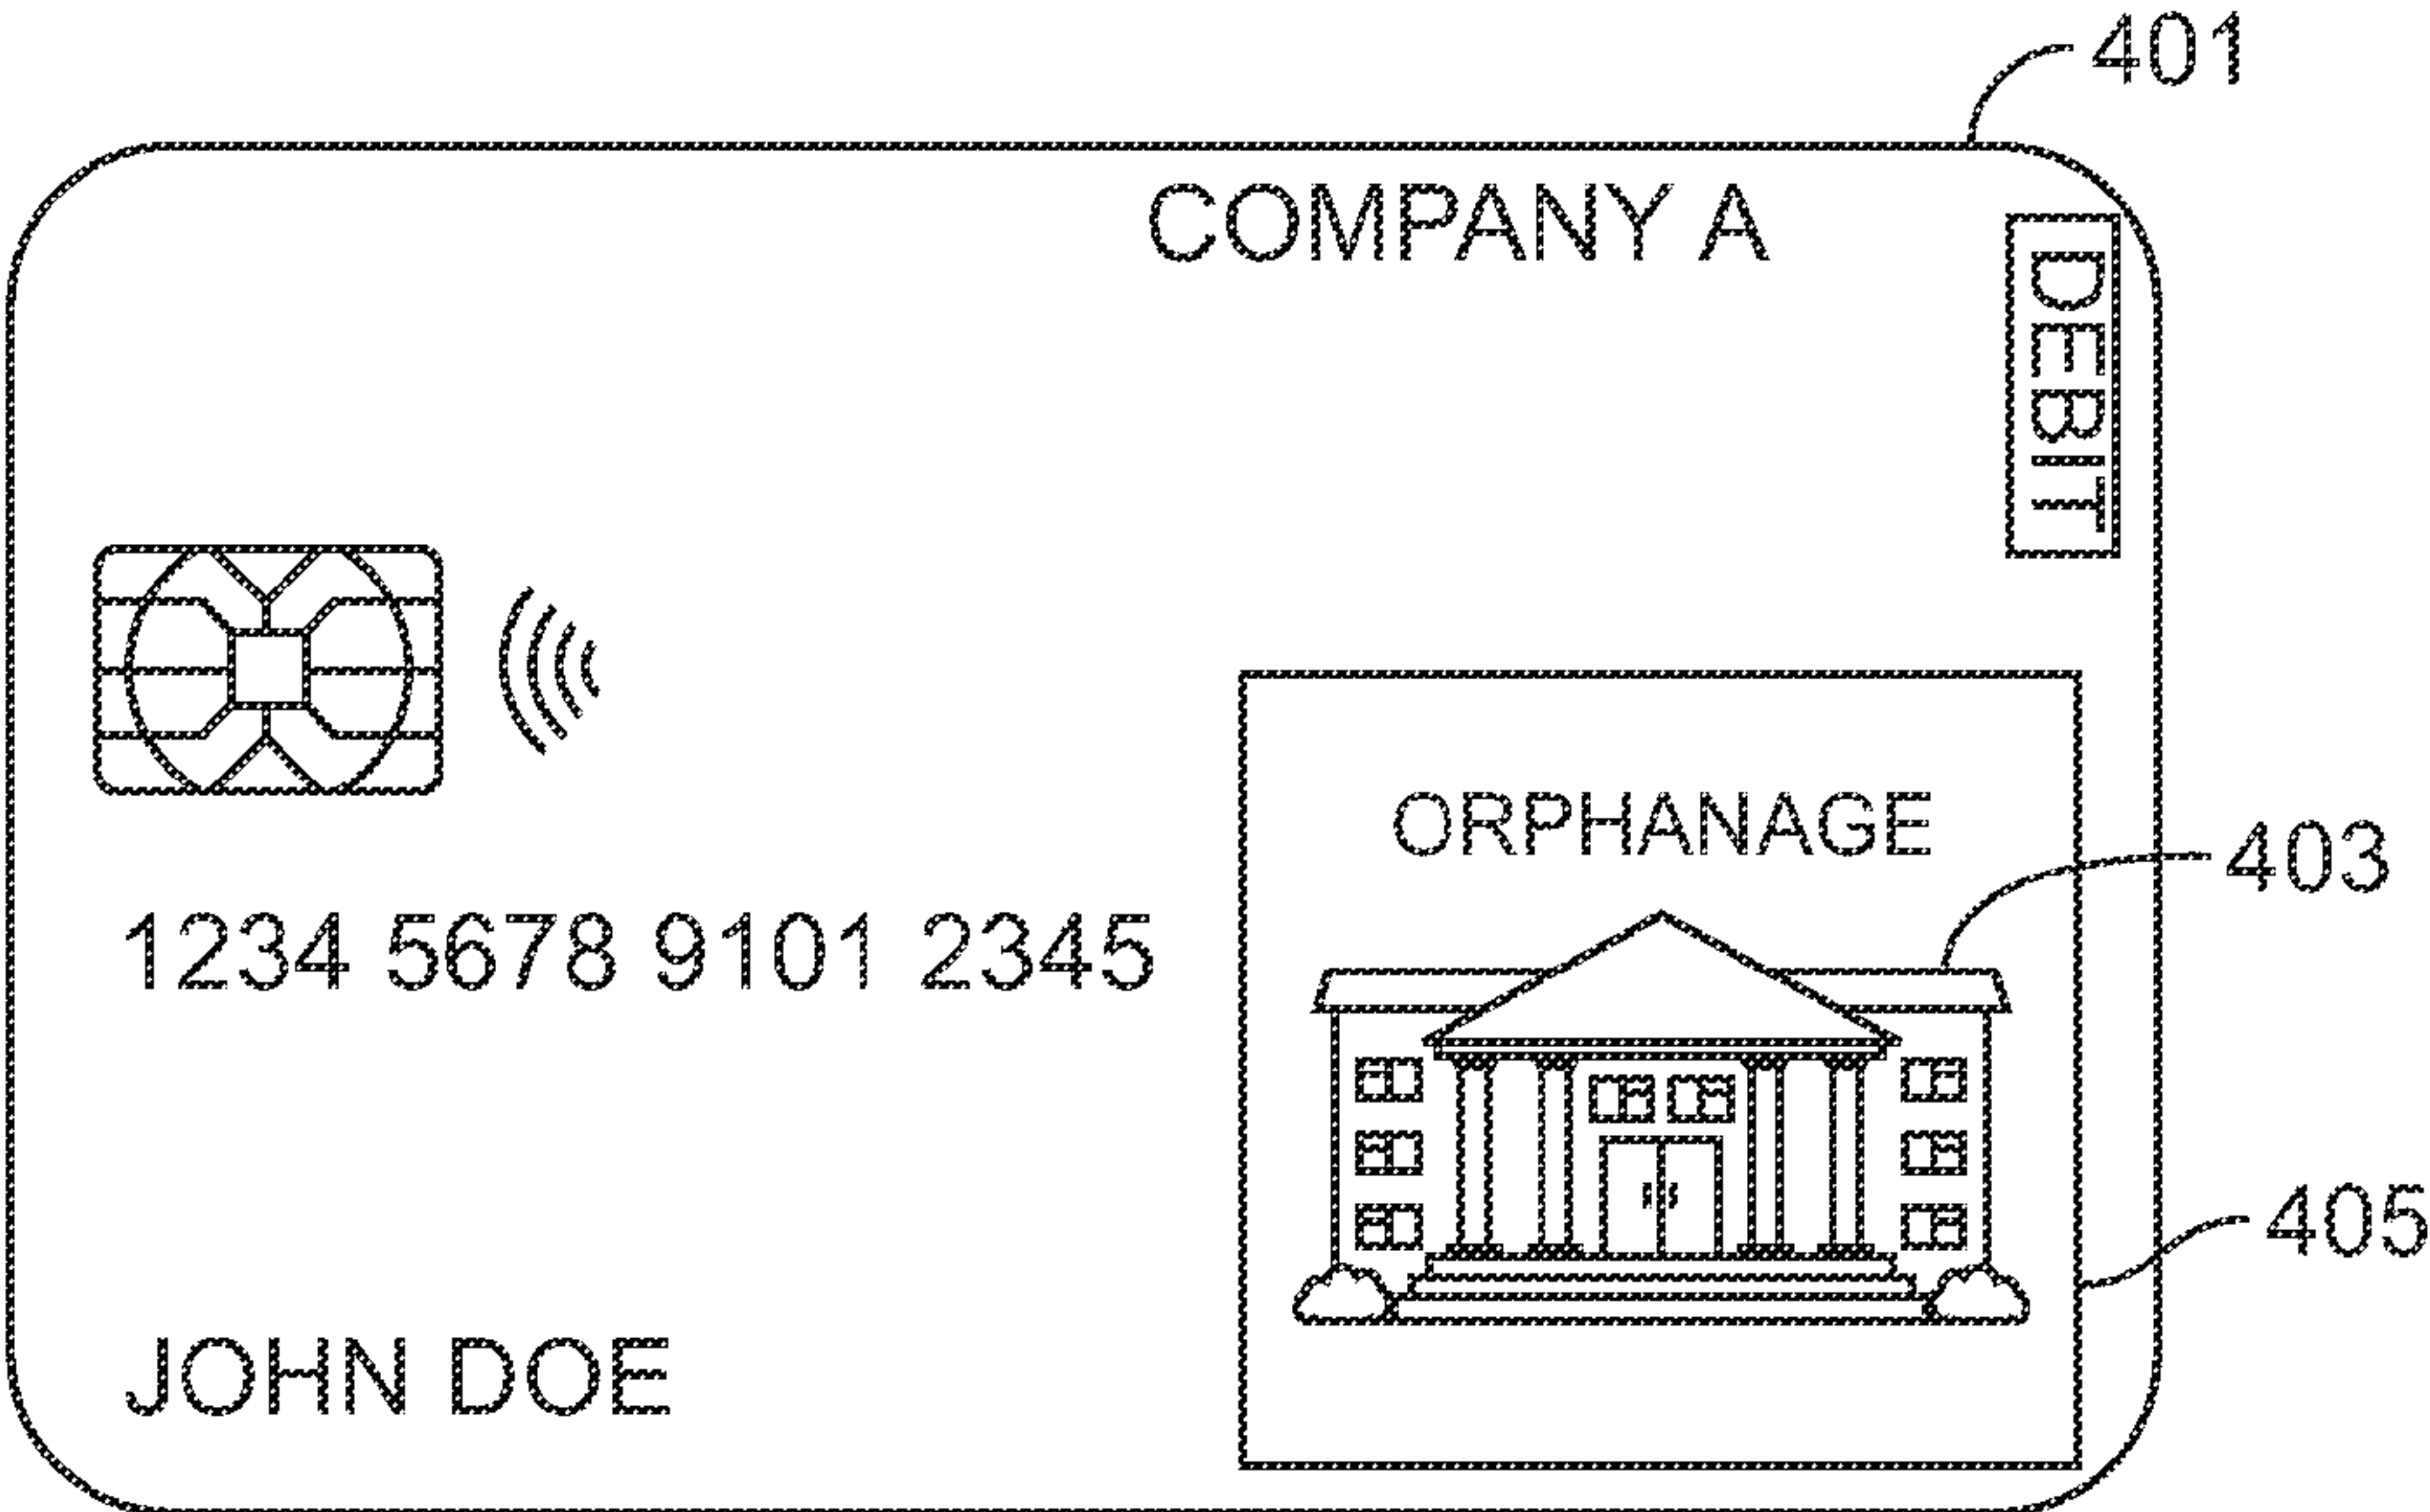 401
COMPANY A
DEBIT
ORPHANAGE
403
1234 5678 9101 2345
405
JOHN DOE